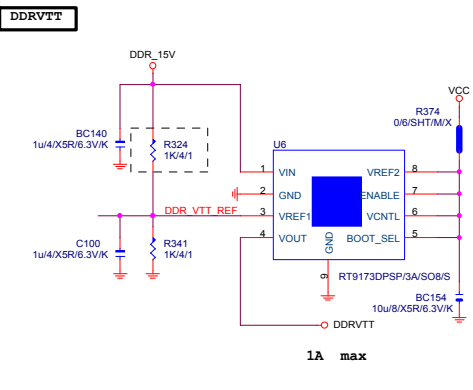 DDRVTT
DDR_15V
VCC
R374
0/6/SHT/M/X
BC140
1u/4/X5R/6.3V/K
R324
1K/4/1
U6
1 VIN VREF2 8
2 GND ENABLE 7
DDR_VTT_REF 3 VREF1 VCNTL 6
4 VOUT BOOT_SEL 5
GND
9
C100
1u/4/X5R/6.3V/K
R341
1K/4/1
RT9173DPSP/3A/SO8/S
BC154
10u/8/X5R/6.3V/K
DDRVTT
1A max